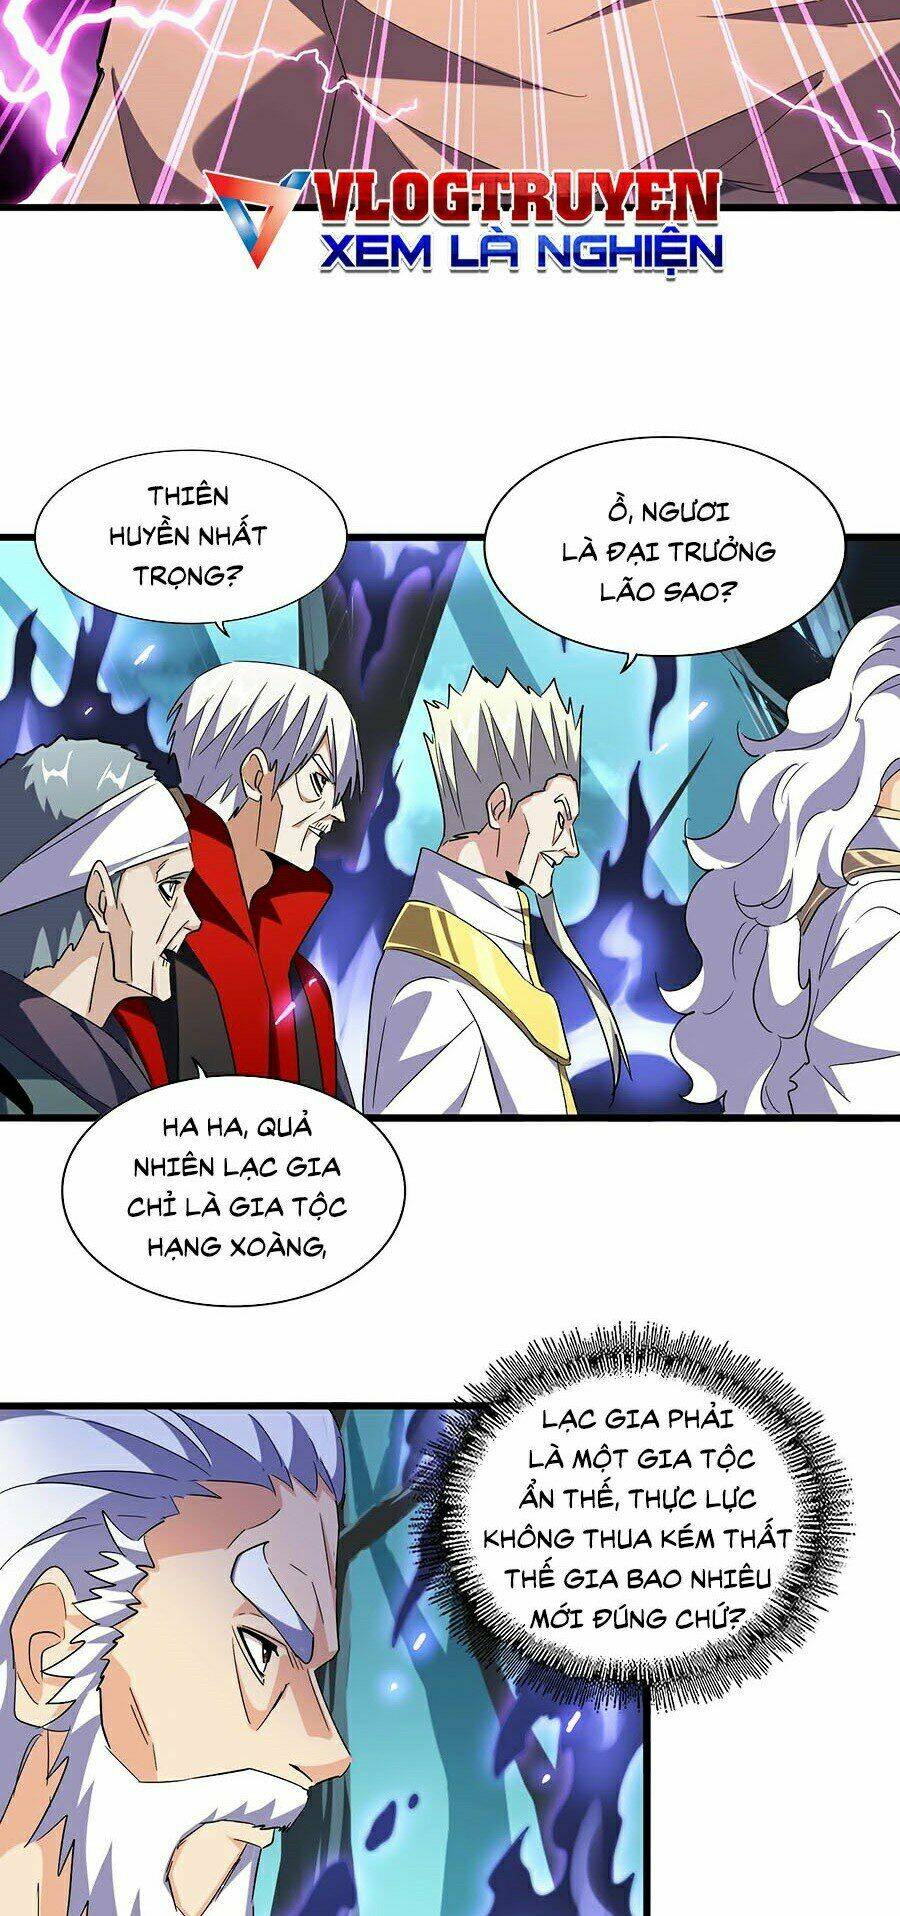 VLOGTRUYEN
XEM LÀ NGHIỆN
THIÊN
HUYỀN NHẤT
TRỌNG?
Ồ, NGƯƠI
LÀ ĐẠI TRƯỞNG
LÃO SAO?
HA HA, QUẢ
NHIÊN LẠC GIA
CHỈ LÀ GIA TỘC
HẠNG XOÀNG,
LẠC GIA PHẢI
LÀ MỘT GIA TỘC
ẨN THẾ, THỰC LỰC
KHÔNG THUA KÉM THẤT
THẾ GIA BAO NHIÊU
MỚI ĐÚNG CHỨ?